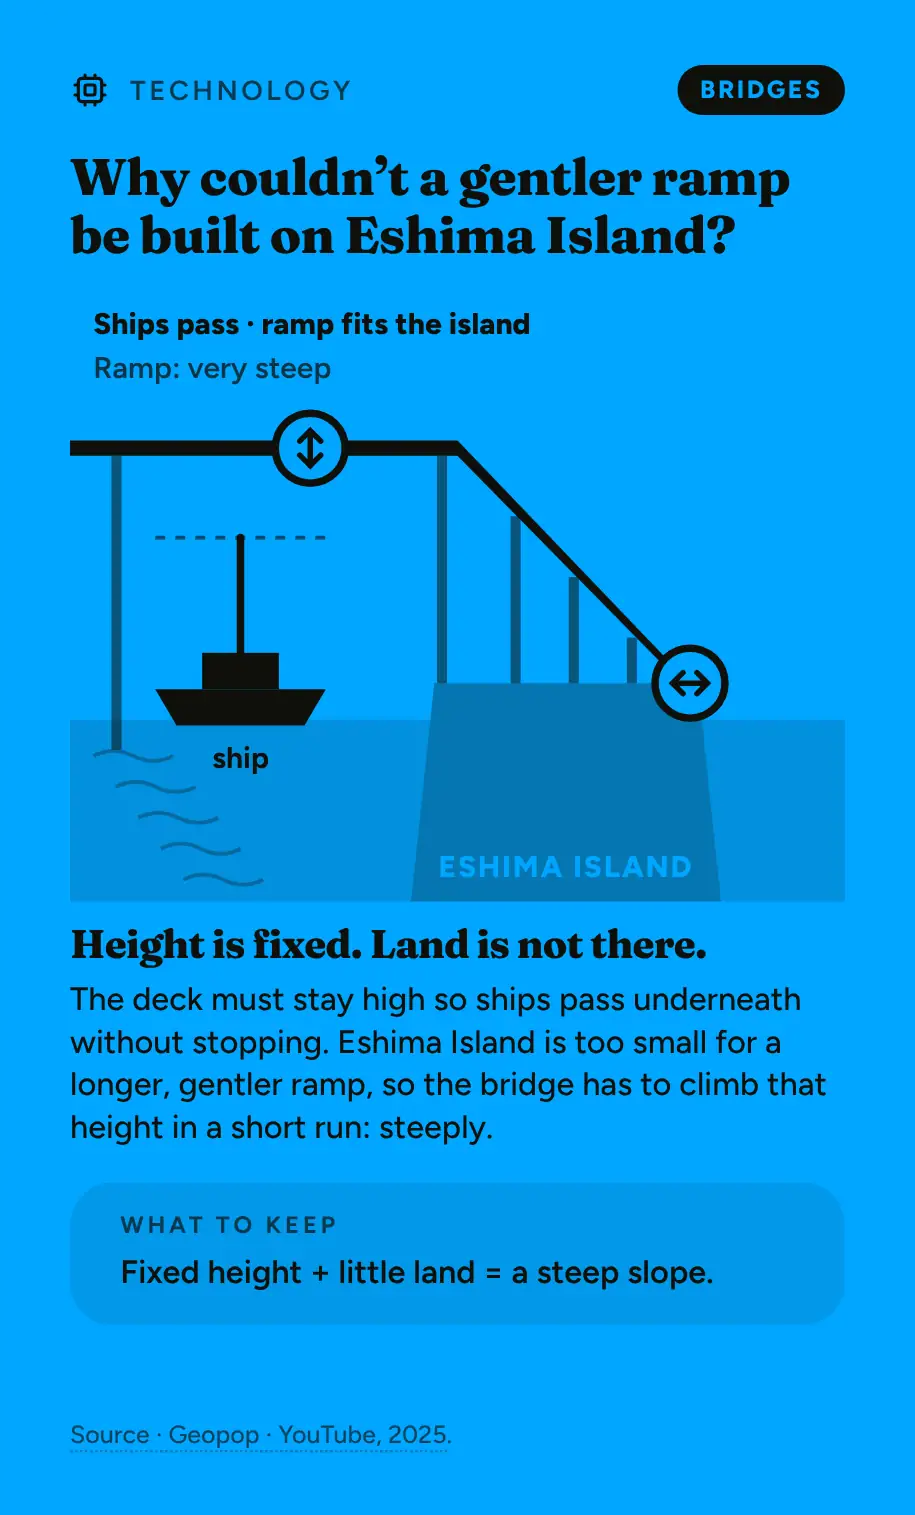 TECHNOLOGY
BRIDGES
Why couldn’t a gentler ramp
be built on Eshima Island?
Ships pass · ramp fits the island
Ramp: very steep
ship
ESHIMA ISLAND
Height is fixed. Land is not there.
The deck must stay high so ships pass underneath
without stopping. Eshima Island is too small for a
longer, gentler ramp, so the bridge has to climb that
height in a short run: steeply.
WHAT TO KEEP
Fixed height + little land = a steep slope.
Source · Geopop · YouTube, 2025.